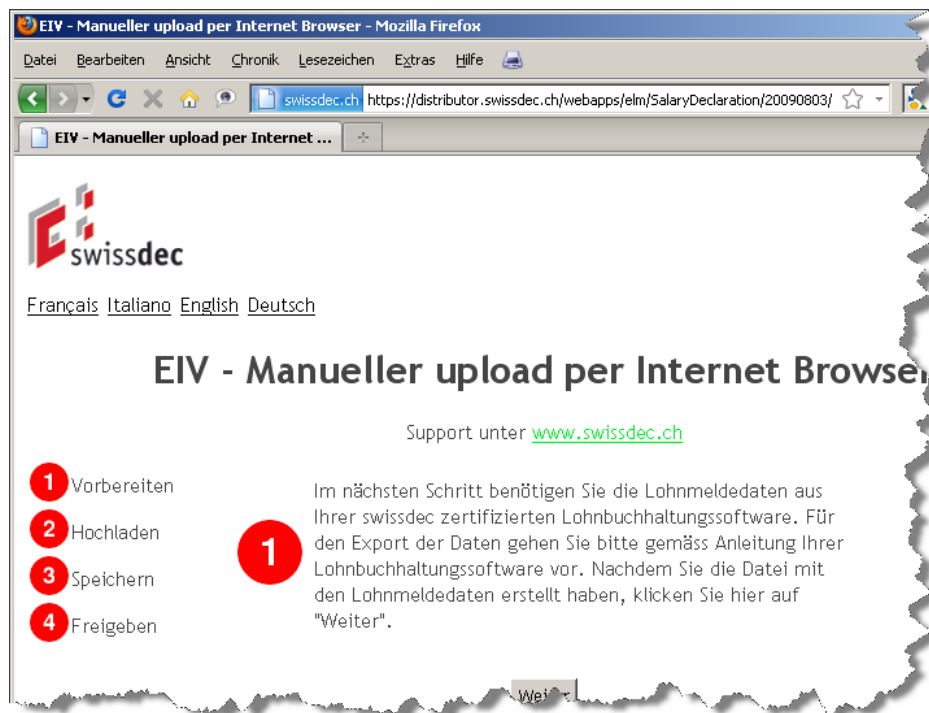 EIV - Manueller upload per Internet Browser - Mozilla Firefox
Datei Bearbeiten Ansicht Chronik Lesezeichen Extras Hilfe
swissdec.ch https://distributor.swissdec.ch/webapps/elm/SalaryDeclaration/20090803/
EIV - Manueller upload per Internet ...
swissdec
Français Italiano English Deutsch
EIV - Manueller upload per Internet Browser
Support unter www.swissdec.ch
1 Vorbereiten
2 Hochladen
3 Speichern
4 Freigeben
1
Im nächsten Schritt benötigen Sie die Lohnmeldedaten aus
Ihrer swissdec zertifizierten Lohnbuchhaltungssoftware. Für
den Export der Daten gehen Sie bitte gemäss Anleitung Ihrer
Lohnbuchhaltungssoftware vor. Nachdem Sie die Datei mit
den Lohnmeldedaten erstellt haben, klicken Sie hier auf
"Weiter".
Weiter